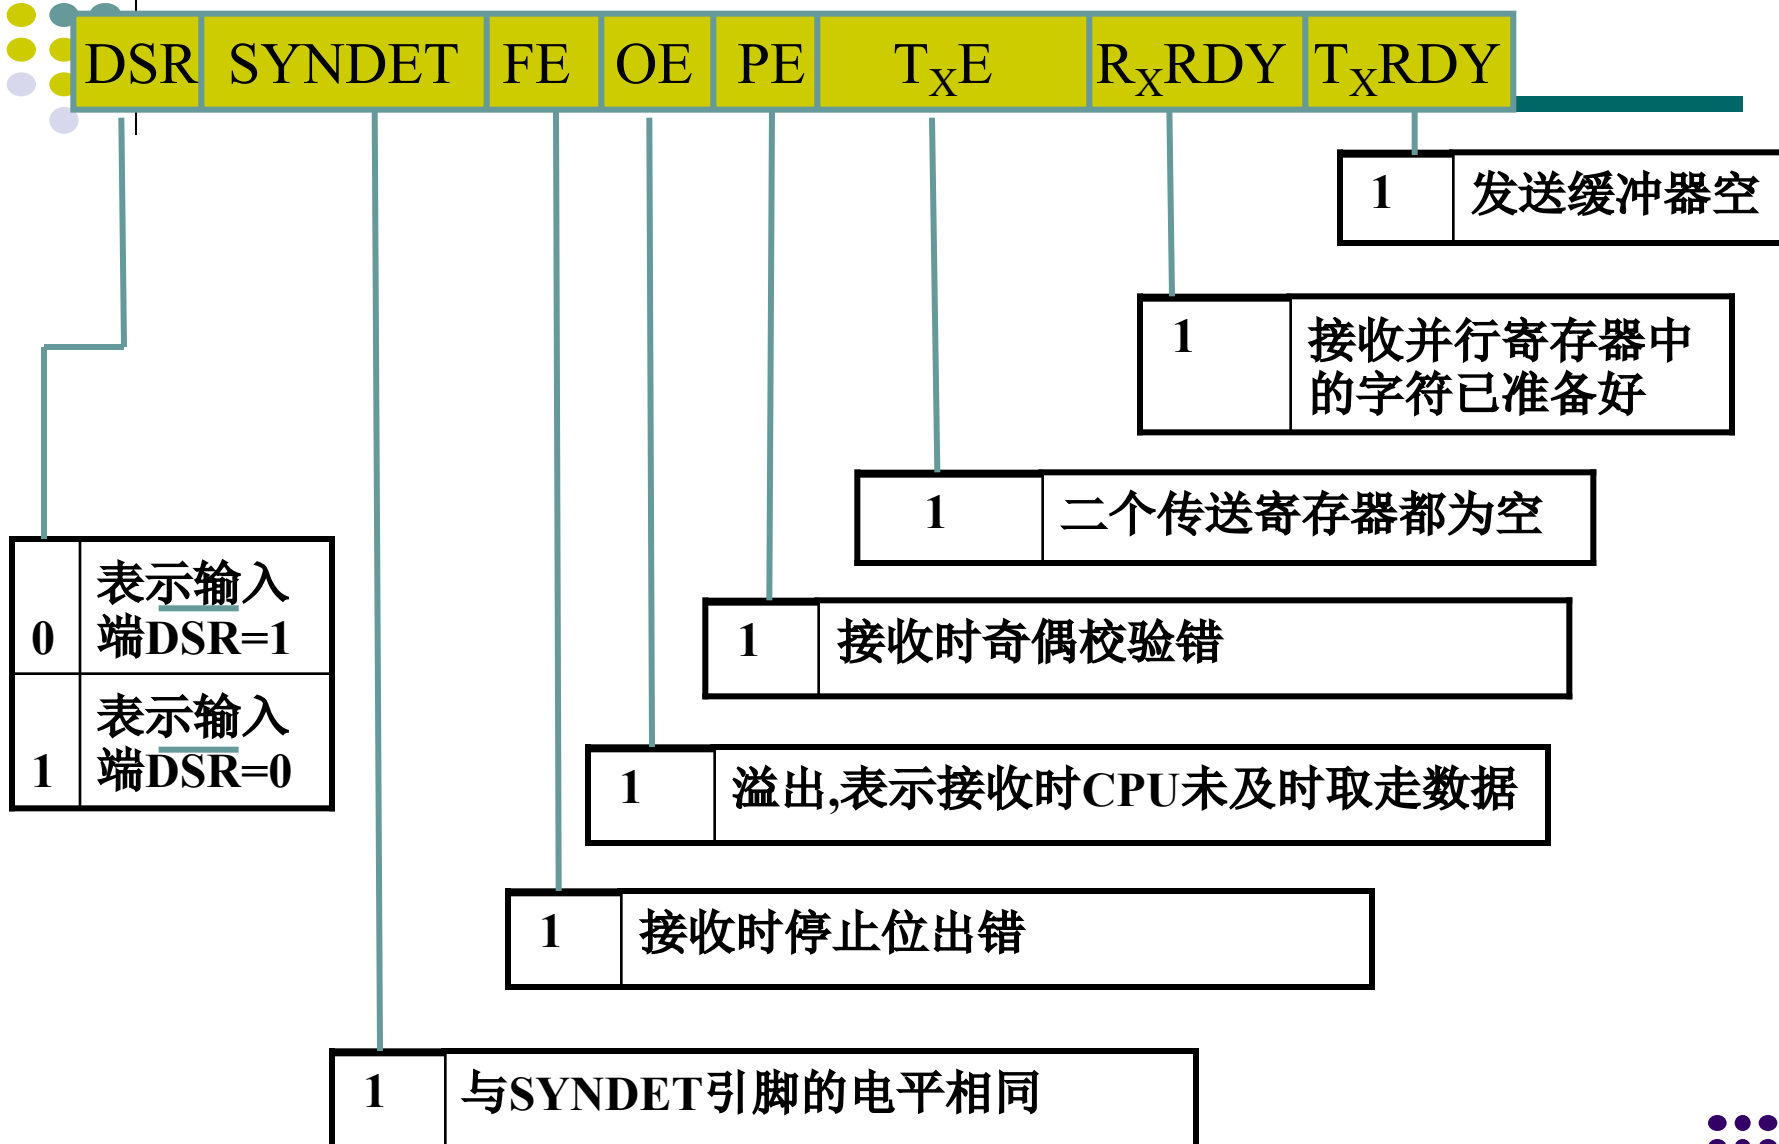 DSR SYNDET FE OE PE TXE RXRDY TXRDY
1 发送缓冲器空
1 接收并行寄存器中
的字符已准备好
1 二个传送寄存器都为空
表示输入
0 端DSR=1
表示输入
1 端DSR=0
1 接收时奇偶校验错
1 溢出,表示接收时CPU未及时取走数据
1 接收时停止位出错
1 与SYNDET引脚的电平相同